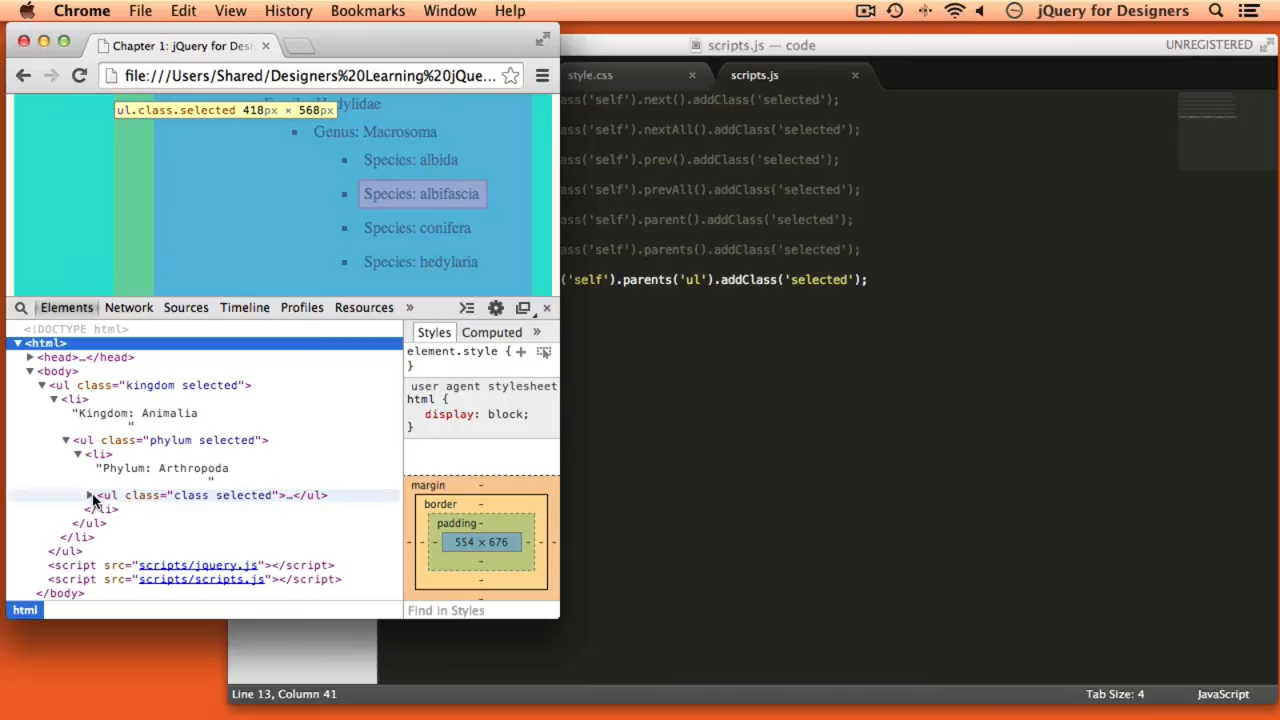 Chrome File Edit View History Bookmarks Window Help jQuery for Designers
Chapter 1: jQuery for Desi
file:///Users/Shared/Designers%20Learning%20jQue...
ul.class.selected 418px × 568px
Genus: Macrosoma
Species: albida
Species: albifascia
Species: conifera
Species: hedylaria
Elements Network Sources Timeline Profiles Resources »
<!DOCTYPE html>
<html>
<head>…</head>
<body>
<ul class="kingdom selected">
<li>
"Kingdom: Animalia
"
<ul class="phylum selected">
<li>
"Phylum: Arthropoda
"
<ul class="class selected">…</ul>
</li>
</ul>
</li>
</ul>
<script src="scripts/jquery.js"></script>
<script src="scripts/scripts.js"></script>
</body>
html
Styles Computed »
element.style {
}
user agent stylesheet
html {
display: block;
}
margin -
border -
padding -
- - - 554 × 676 - - -
-
-
-
Find in Styles
scripts.js — code
UNREGISTERED
style.css
scripts.js
ass('self').next().addClass('selected');
ass('self').nextAll().addClass('selected');
ass('self').prev().addClass('selected');
ass('self').prevAll().addClass('selected');
ass('self').parent().addClass('selected');
ass('self').parents().addClass('selected');
('self').parents('ul').addClass('selected');
Line 13, Column 41
Tab Size: 4
JavaScript